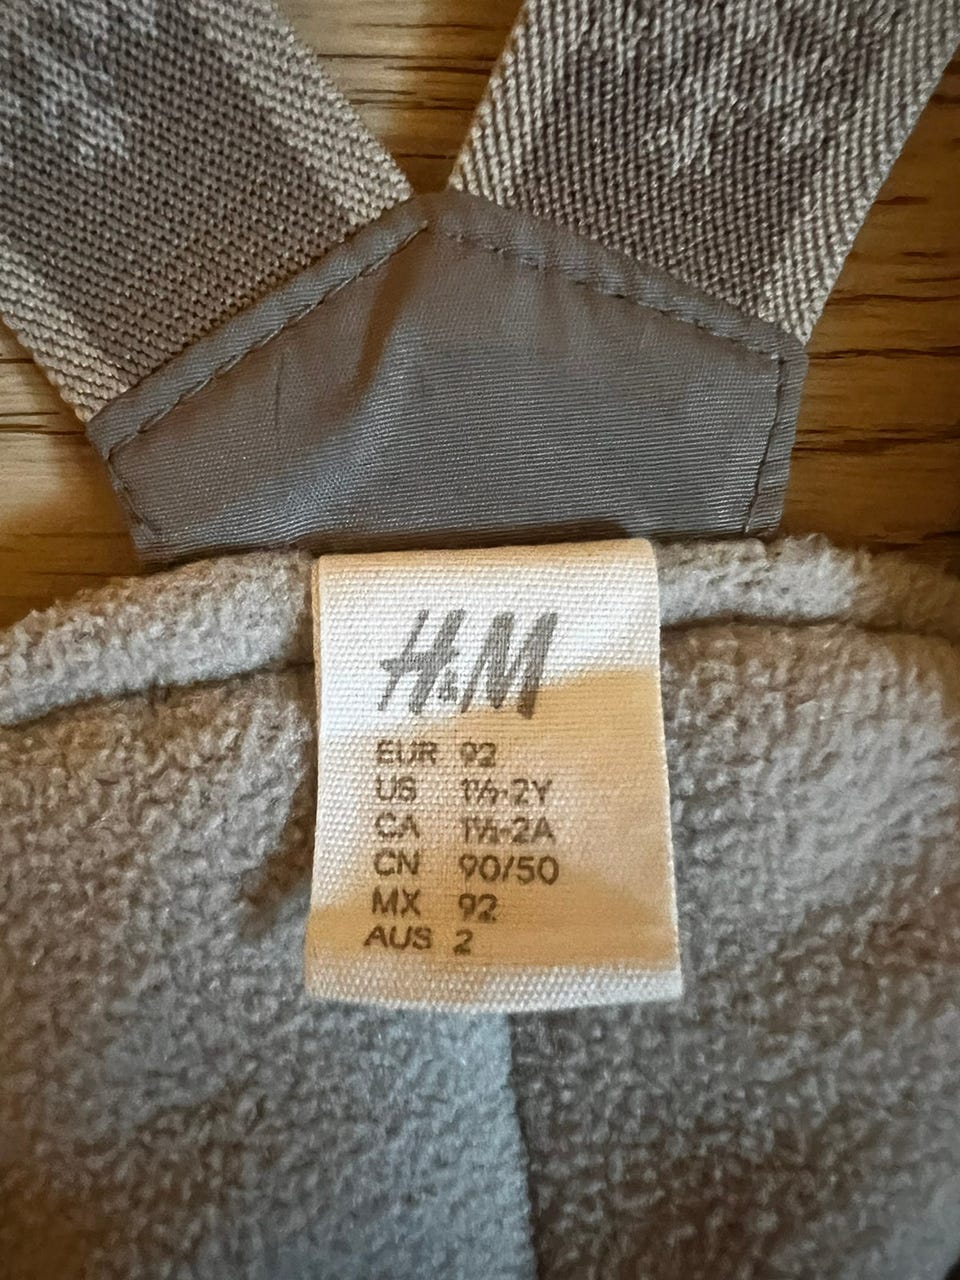 H&M
EUR 92
US 1½-2Y
CA 1½-2A
CN 90/50
MX 92
AUS 2